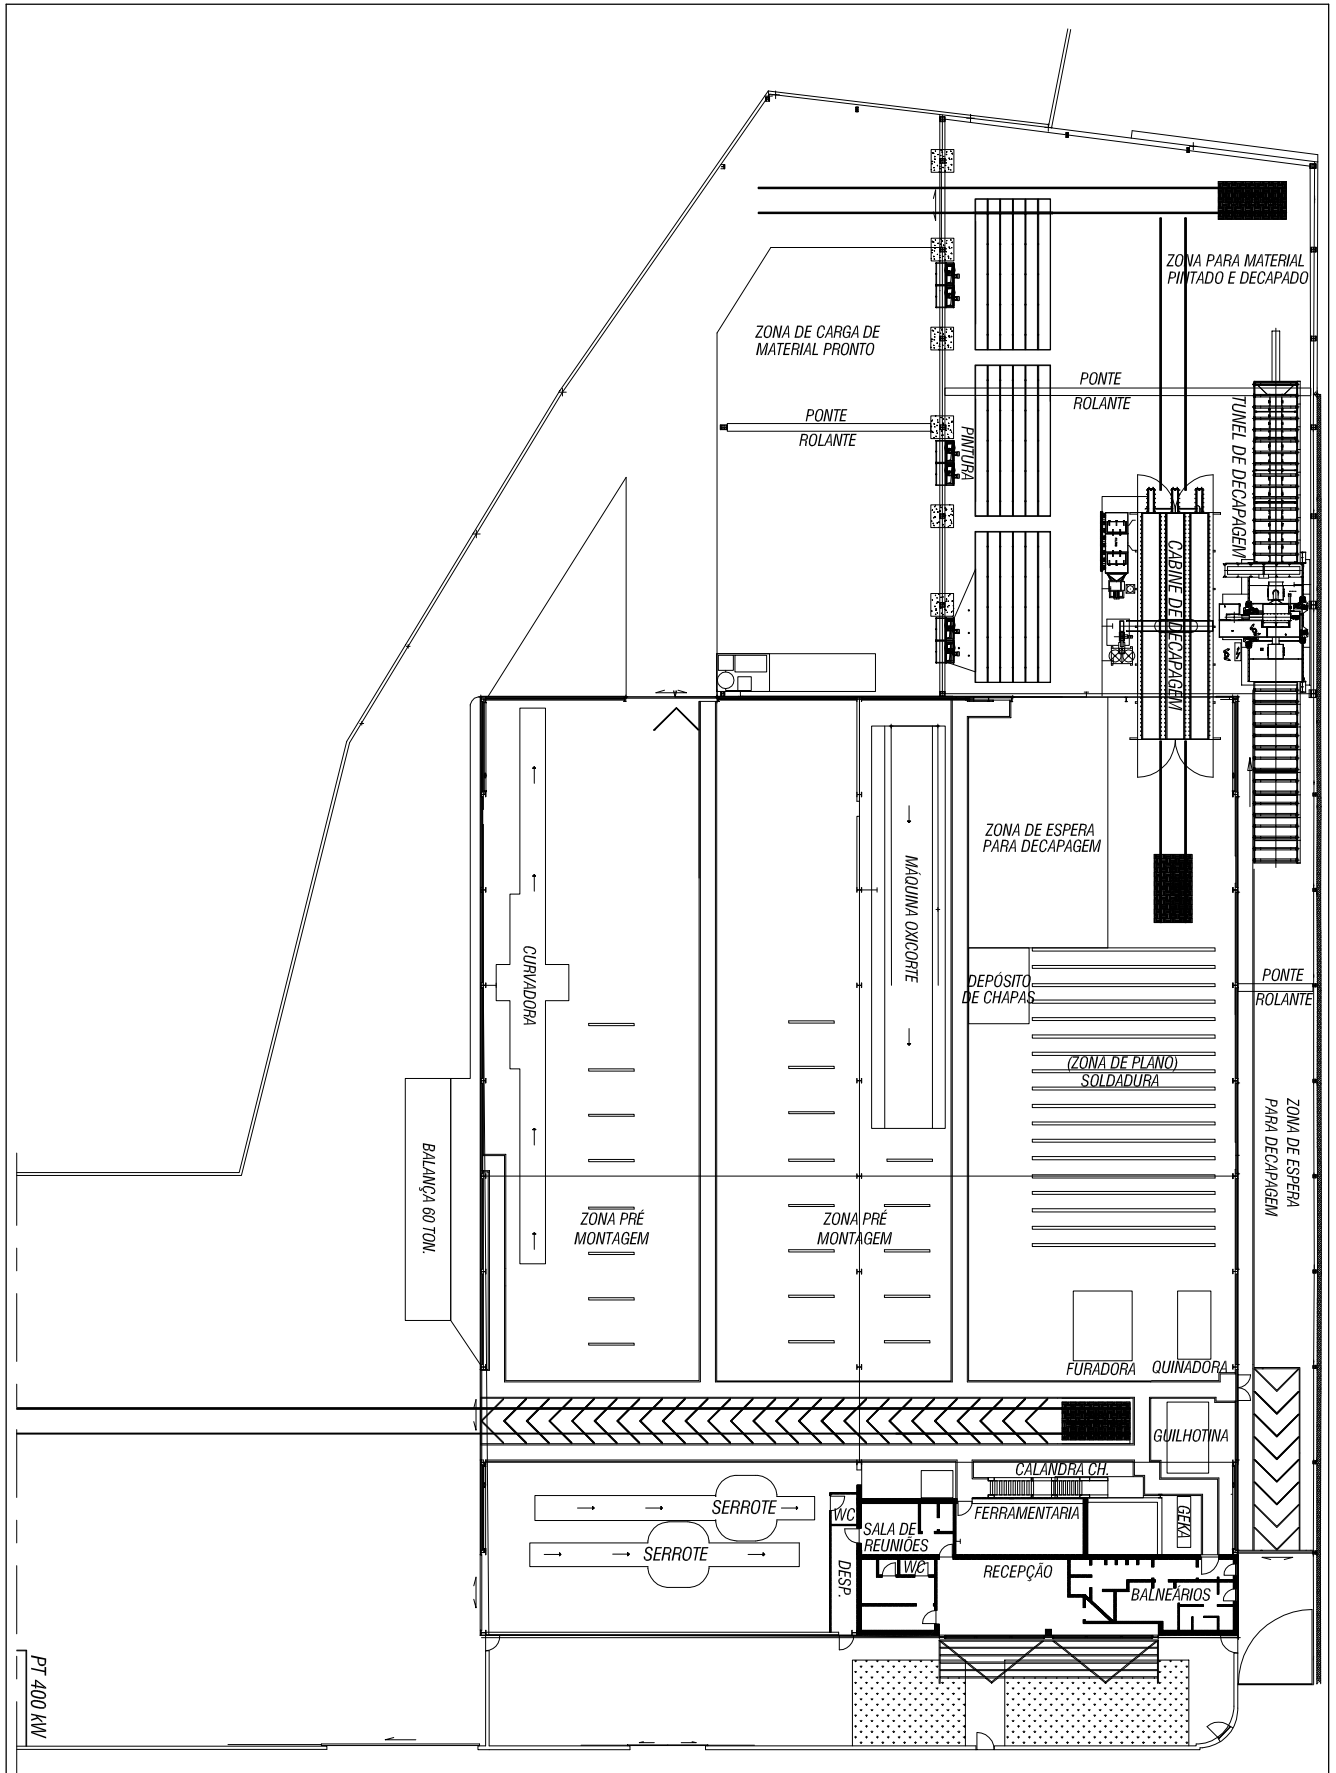 ZONA PARA MATERIAL
PINTADO E DECAPADO
ZONA DE CARGA DE
MATERIAL PRONTO
PONTE
ROLANTE
PONTE
ROLANTE
PINTURA
TUNEL DE DECAPAGEM
CABINE DE DECAPAGEM
ZONA DE ESPERA
PARA DECAPAGEM
MÁQUINA OXICORTE
CURVADORA
DEPÓSITO
DE CHAPAS
PONTE
ROLANTE
(ZONA DE PLANO)
SOLDADURA
ZONA DE ESPERA
PARA DECAPAGEM
BALANÇA 60 TON.
ZONA PRÉ
MONTAGEM
ZONA PRÉ
MONTAGEM
FURADORA
QUINADORA
GUILHOTINA
CALANDRA CH.
SERROTE
SERROTE
WC
SALA DE
REUNIÕES
FERRAMENTARIA
GEKA
DESP.
WC
RECEPÇÃO
BALNEÁRIOS
PT 400 KW